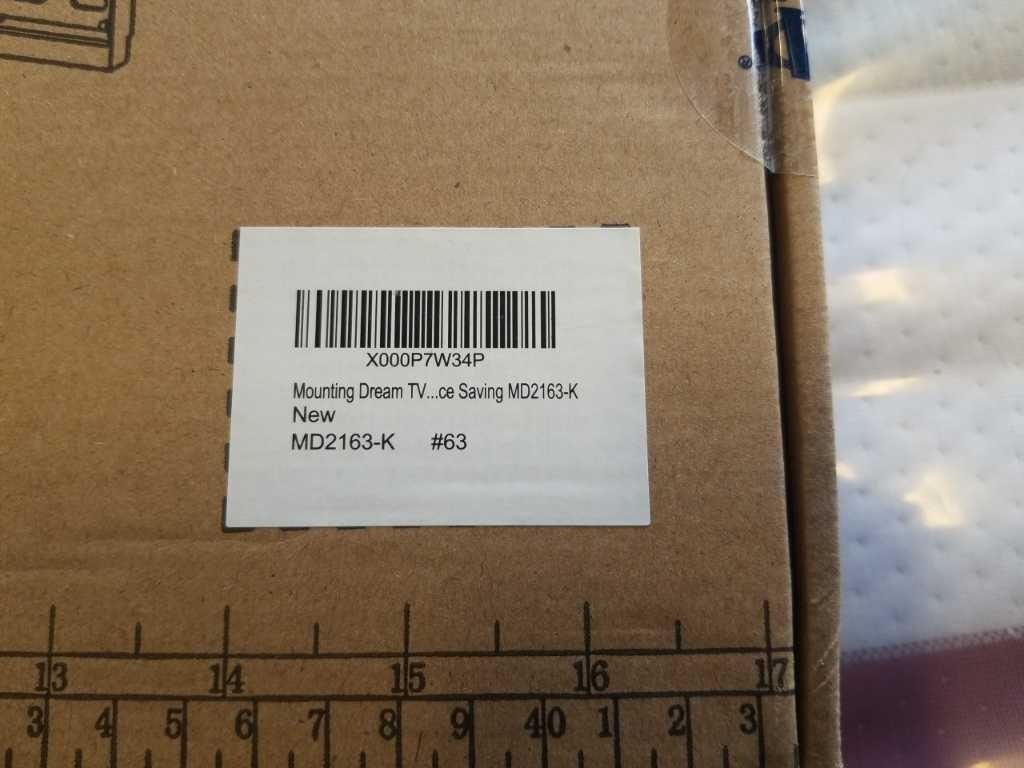 X000P7W34P
Mounting Dream TV...ce Saving MD2163-K
New
MD2163-K #63
13 14 15 16 17
3 4 5 6 7 8 9 40 1 2 3